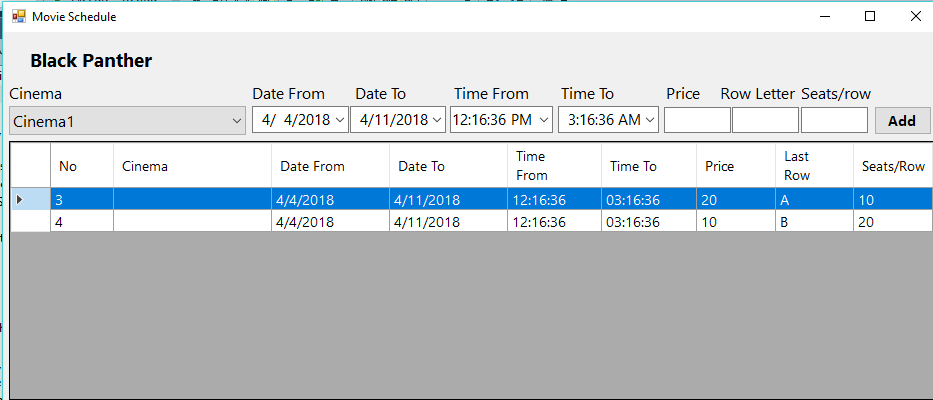 Movie Schedule
Black Panther
Cinema Date From Date To Time From Time To Price Row Letter Seats/row
Cinema1 4/ 4/2018 4/11/2018 12:16:36 PM 3:16:36 AM Add
No Cinema Date From Date To Time From Time To Price Last Row Seats/Row
3 4/4/2018 4/11/2018 12:16:36 03:16:36 20 A 10
4 4/4/2018 4/11/2018 12:16:36 03:16:36 10 B 20